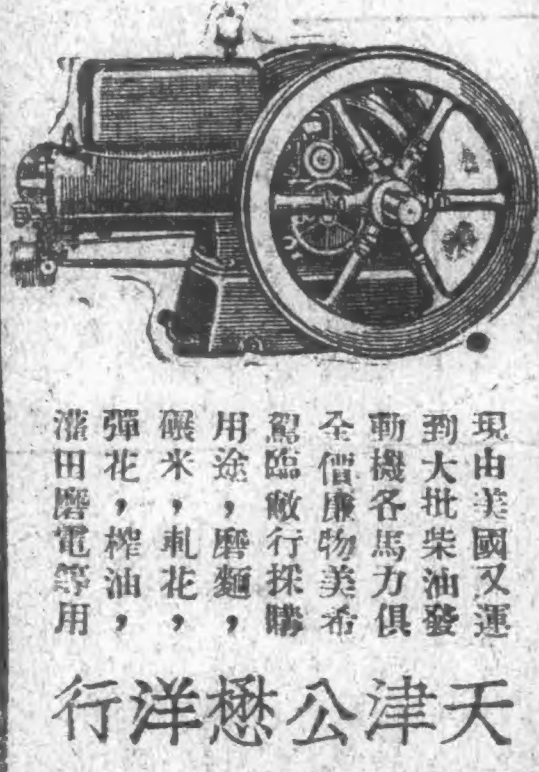 現由美國又運
到大批柴油發
動機各馬力俱
全價廉物美希
駕臨敝行採購
用途，磨麵，
碾米，軋花，
彈花，榨油，
灌田磨電等用
天津公懋洋行